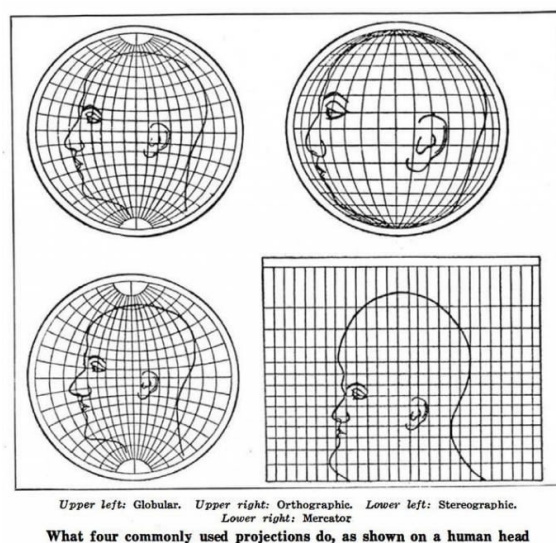 Upper left: Globular. Upper right: Orthographic. Lower left: Stereographic.
Lower right: Mercator
What four commonly used projections do, as shown on a human head